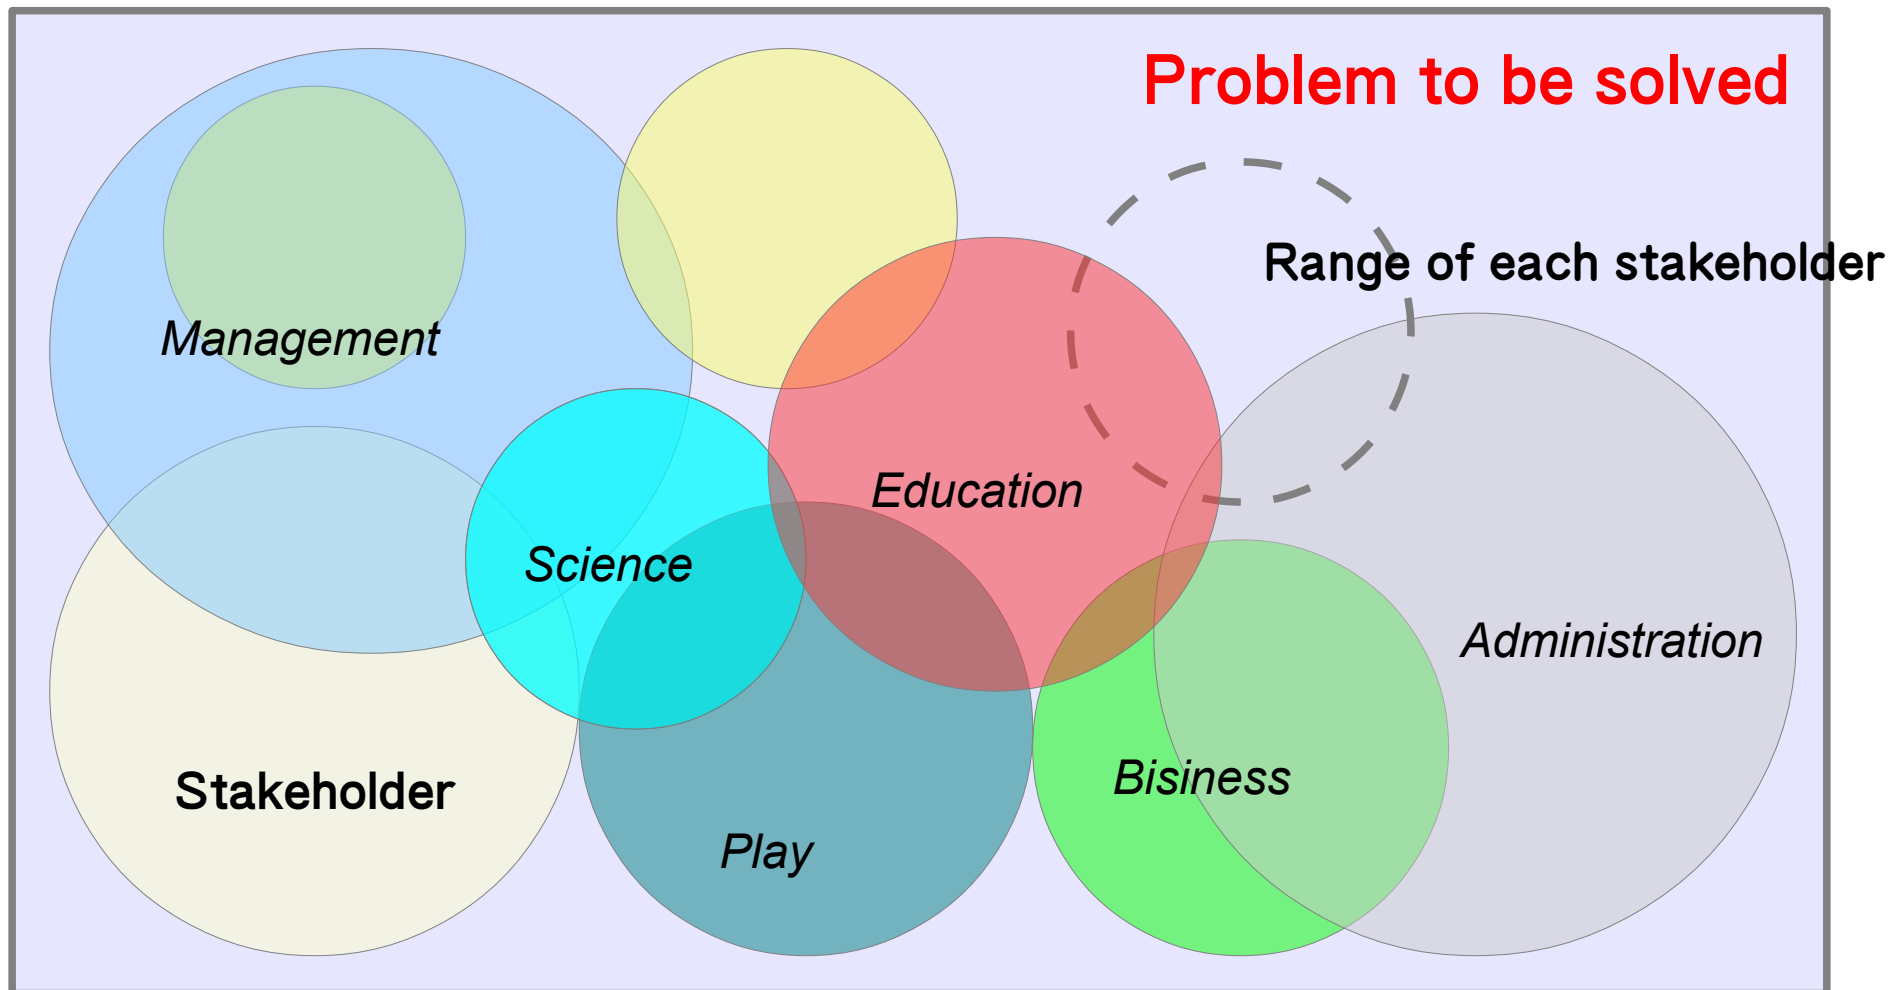 Problem to be solved
Range of each stakeholder
Management
Education
Science
Administration
Bisiness
Stakeholder
Play